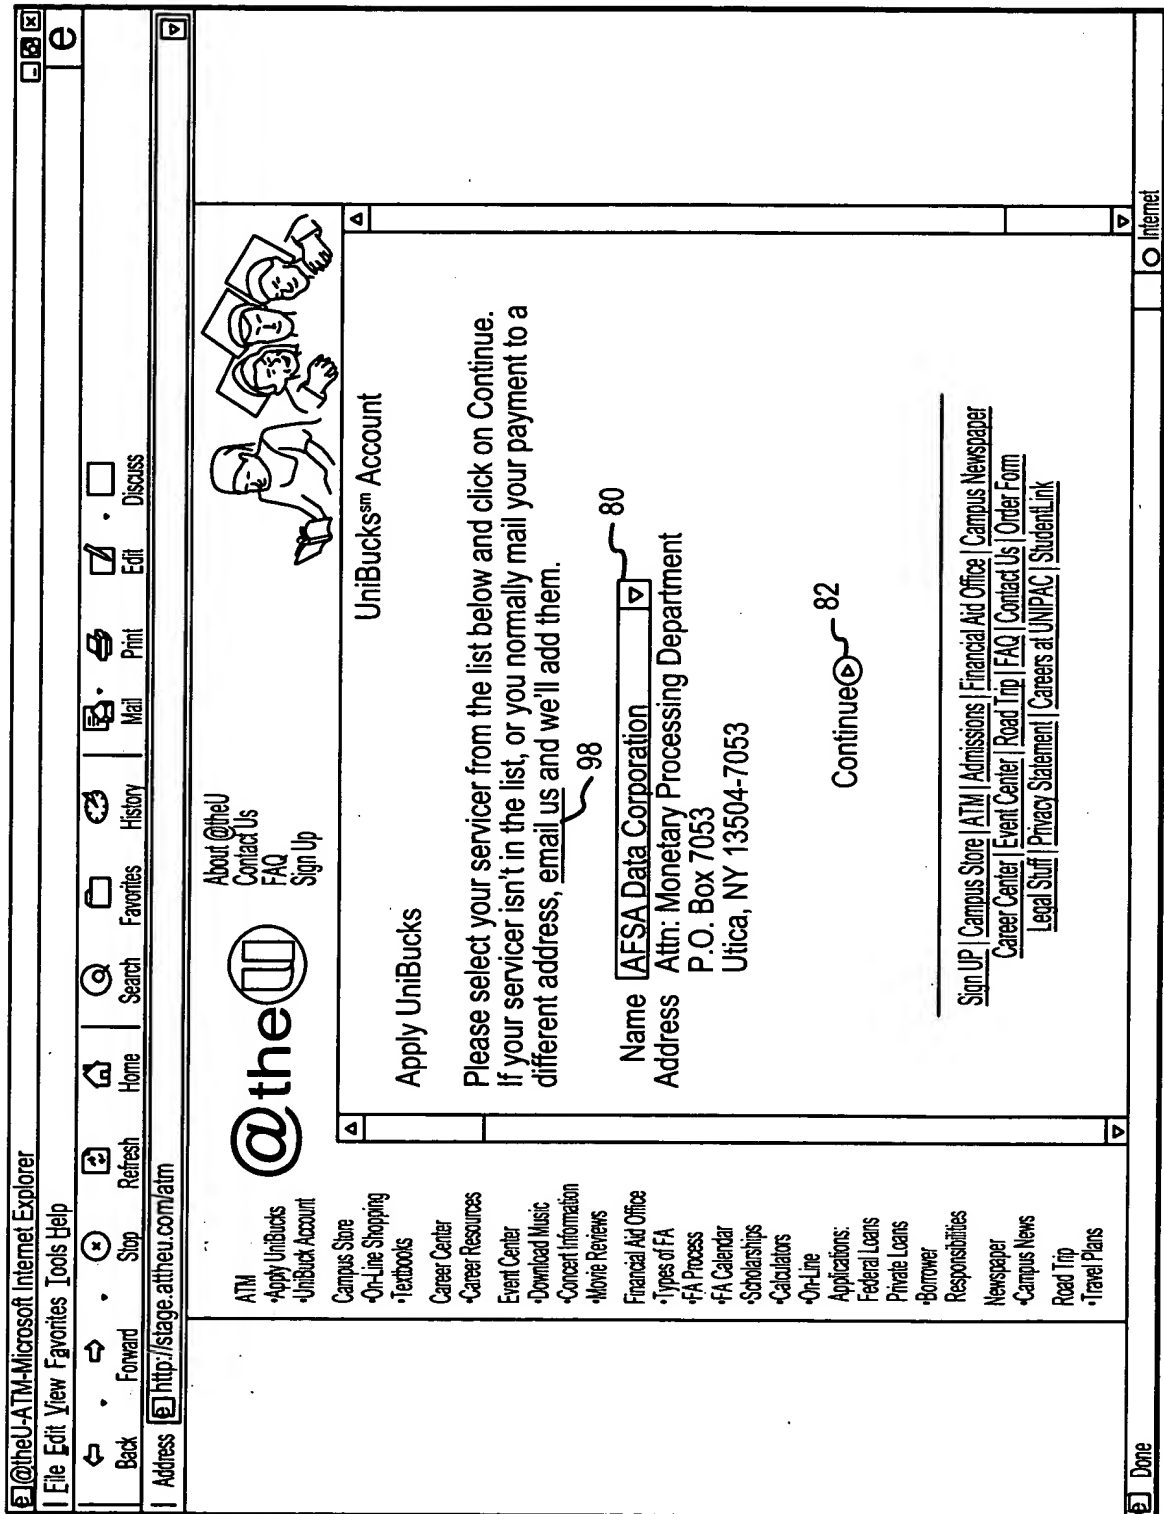 @theU-ATM-Microsoft Internet Explorer
File Edit View Favorites Tools Help
Back Forward Stop Refresh Home Search Favorites History Mail Print Edit Discuss
Address http://stage.attheu.com/atm
@theU
About @theU
Contact Us
FAQ
Sign Up
ATM
•Apply UniBucks
•UniBuck Account
Campus Store
•On-Line Shopping
•Textbooks
Career Center
•Career Resources
Event Center
•Download Music
•Concert Information
•Movie Reviews
Financial Aid Office
•Types of FA
•FA Process
•FA Calendar
•Scholarships
•Calculators
•On-Line
Applications:
Federal Loans
Private Loans
•Borrower
Responsibilities
Newspaper
•Campus News
Road Trip
•Travel Plans
UniBucks℠ Account
Apply UniBucks
Please select your servicer from the list below and click on Continue.
If your servicer isn't in the list, or you normally mail your payment to a
different address, email us and we'll add them.
98
Name AFSA Data Corporation
80
Address Attn: Monetary Processing Department
P.O. Box 7053
Utica, NY 13504-7053
Continue
82
Sign UP | Campus Store | ATM | Admissions | Financial Aid Office | Campus Newspaper
Career Center | Event Center | Road Trip | FAQ | Contact Us | Order Form
Legal Stuff | Privacy Statement | Careers at UNIPAC | StudentLink
Done
Internet